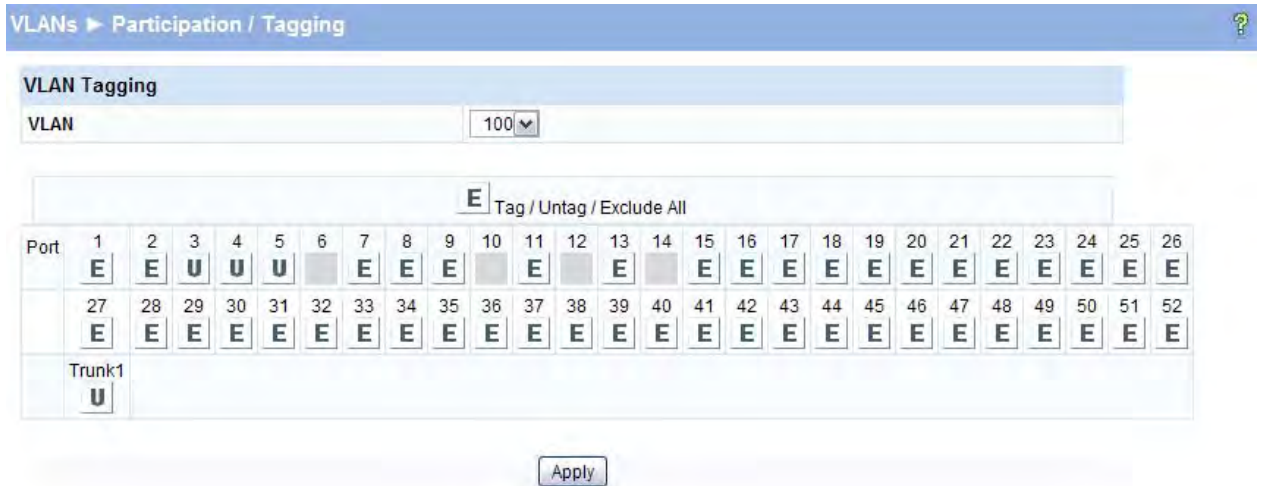 VLANs ► Participation / Tagging ?
VLAN Tagging
VLAN 100
E Tag / Untag / Exclude All
Port 1 2 3 4 5 6 7 8 9 10 11 12 13 14 15 16 17 18 19 20 21 22 23 24 25 26
E E U U U E E E E E E E E E E E E E E E E E
27 28 29 30 31 32 33 34 35 36 37 38 39 40 41 42 43 44 45 46 47 48 49 50 51 52
E E E E E E E E E E E E E E E E E E E E E E E E E E
Trunk1
U
Apply